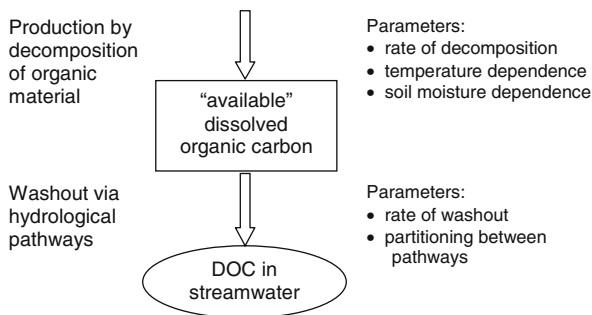 Production by
decomposition
of organic
material
Parameters:
• rate of decomposition
• temperature dependence
• soil moisture dependence
“available”
dissolved
organic carbon
Washout via
hydrological
pathways
Parameters:
• rate of washout
• partitioning between
pathways
DOC in
streamwater